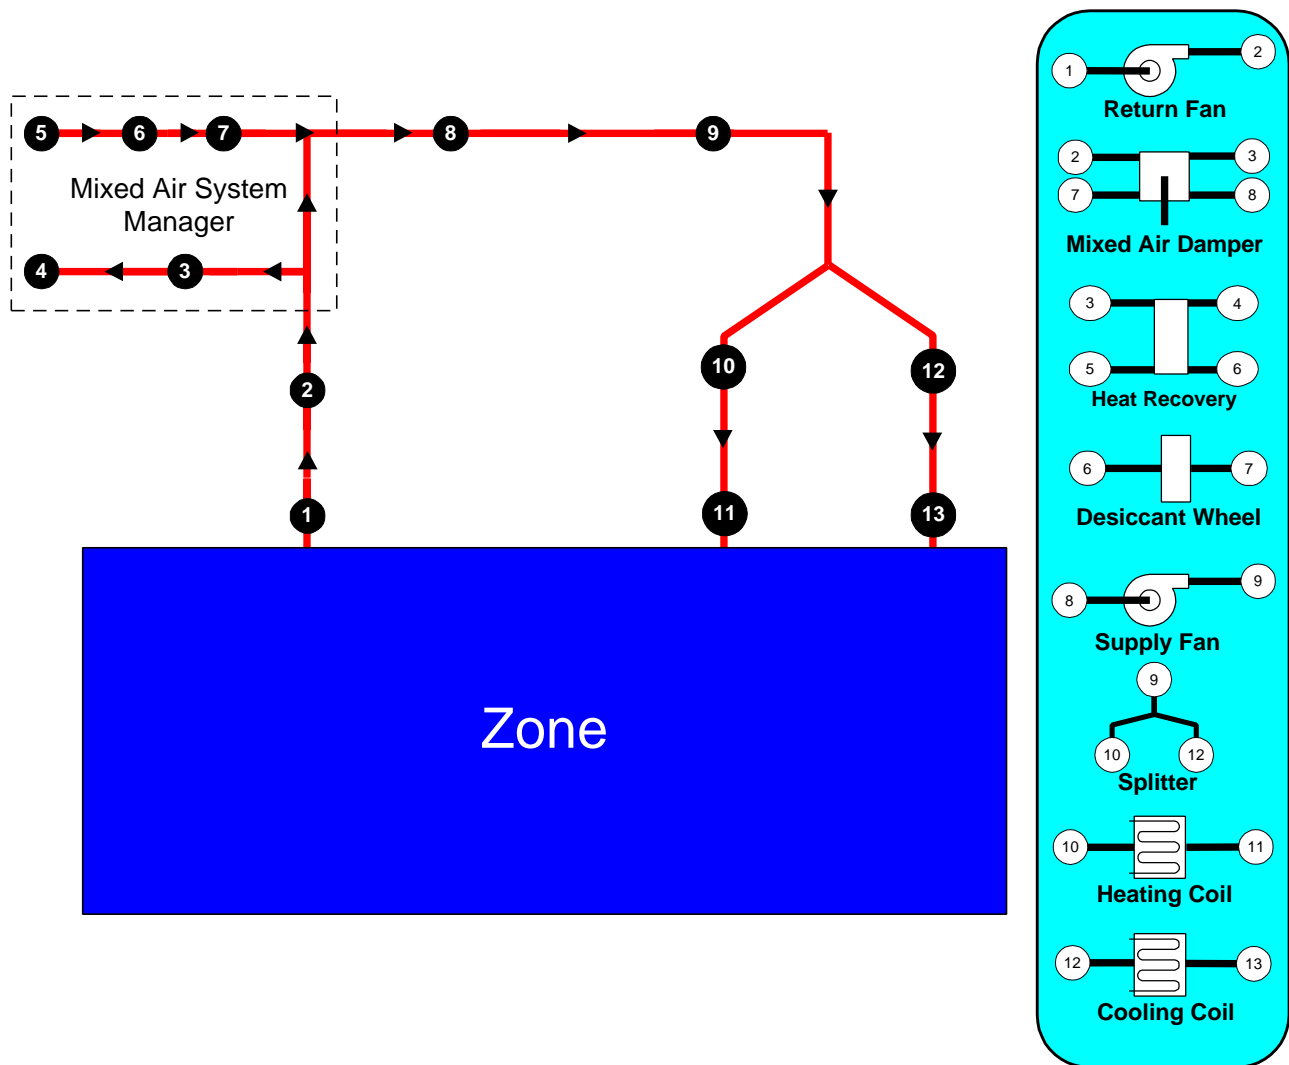 5 6 7 8 9
Mixed Air System
Manager
4 3
2
10 12
1 11 13
Zone
1 2
Return Fan
2 3
7 8
Mixed Air Damper
3 4
5 6
Heat Recovery
6 7
Desiccant Wheel
8 9
Supply Fan
9
10 12
Splitter
10 11
Heating Coil
12 13
Cooling Coil